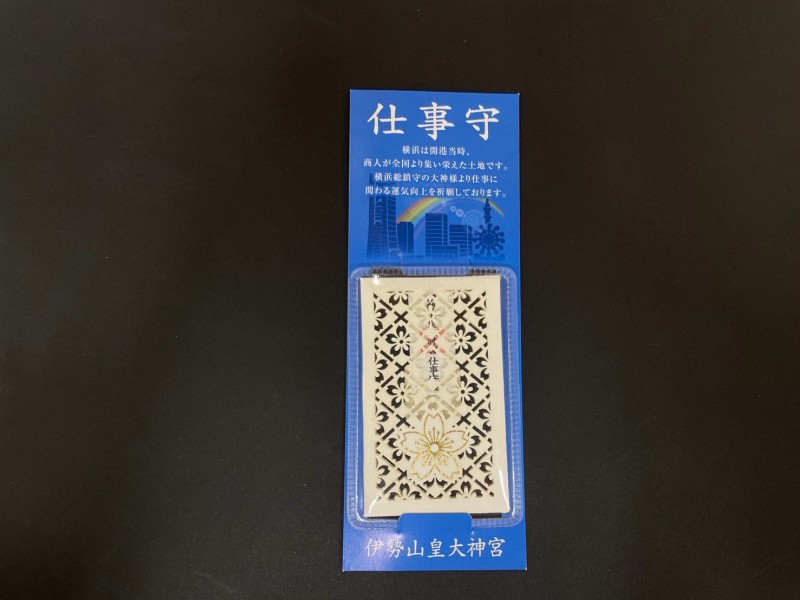 仕事守
横浜は開港当時、
商人が全国より集い栄えた土地です。
横浜総鎮守の大神様より仕事に
関わる運気向上を祈願しております。
仕事
伊勢山皇大神宮